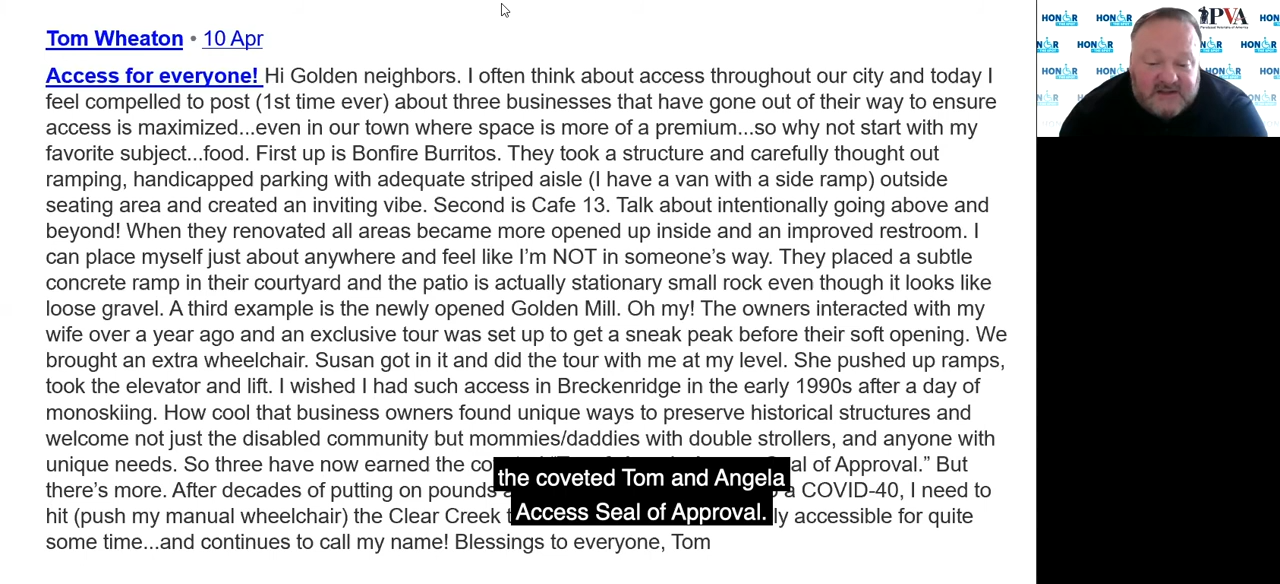 Tom Wheaton • 10 Apr
Access for everyone! Hi Golden neighbors. I often think about access throughout our city and today I
feel compelled to post (1st time ever) about three businesses that have gone out of their way to ensure
access is maximized...even in our town where space is more of a premium...so why not start with my
favorite subject...food. First up is Bonfire Burritos. They took a structure and carefully thought out
ramping, handicapped parking with adequate striped aisle (I have a van with a side ramp) outside
seating area and created an inviting vibe. Second is Cafe 13. Talk about intentionally going above and
beyond! When they renovated all areas became more opened up inside and an improved restroom. I
can place myself just about anywhere and feel like I'm NOT in someone's way. They placed a subtle
concrete ramp in their courtyard and the patio is actually stationary small rock even though it looks like
loose gravel. A third example is the newly opened Golden Mill. Oh my! The owners interacted with my
wife over a year ago and an exclusive tour was set up to get a sneak peak before their soft opening. We
brought an extra wheelchair. Susan got in it and did the tour with me at my level. She pushed up ramps,
took the elevator and lift. I wished I had such access in Breckenridge in the early 1990s after a day of
monoskiing. How cool that business owners found unique ways to preserve historical structures and
welcome not just the disabled community but mommies/daddies with double strollers, and anyone with
unique needs. So three have now earned the of Approval." But
there's more. After decades of putting on pounds a COVID-40, I need to
hit (push my manual wheelchair) the Clear Creek accessible for quite
some time...and continues to call my name! Blessings to everyone, Tom
the coveted Tom and Angela
Access Seal of Approval.
HONOR HONOR PVA
HONOR HONOR
HONOR HONOR